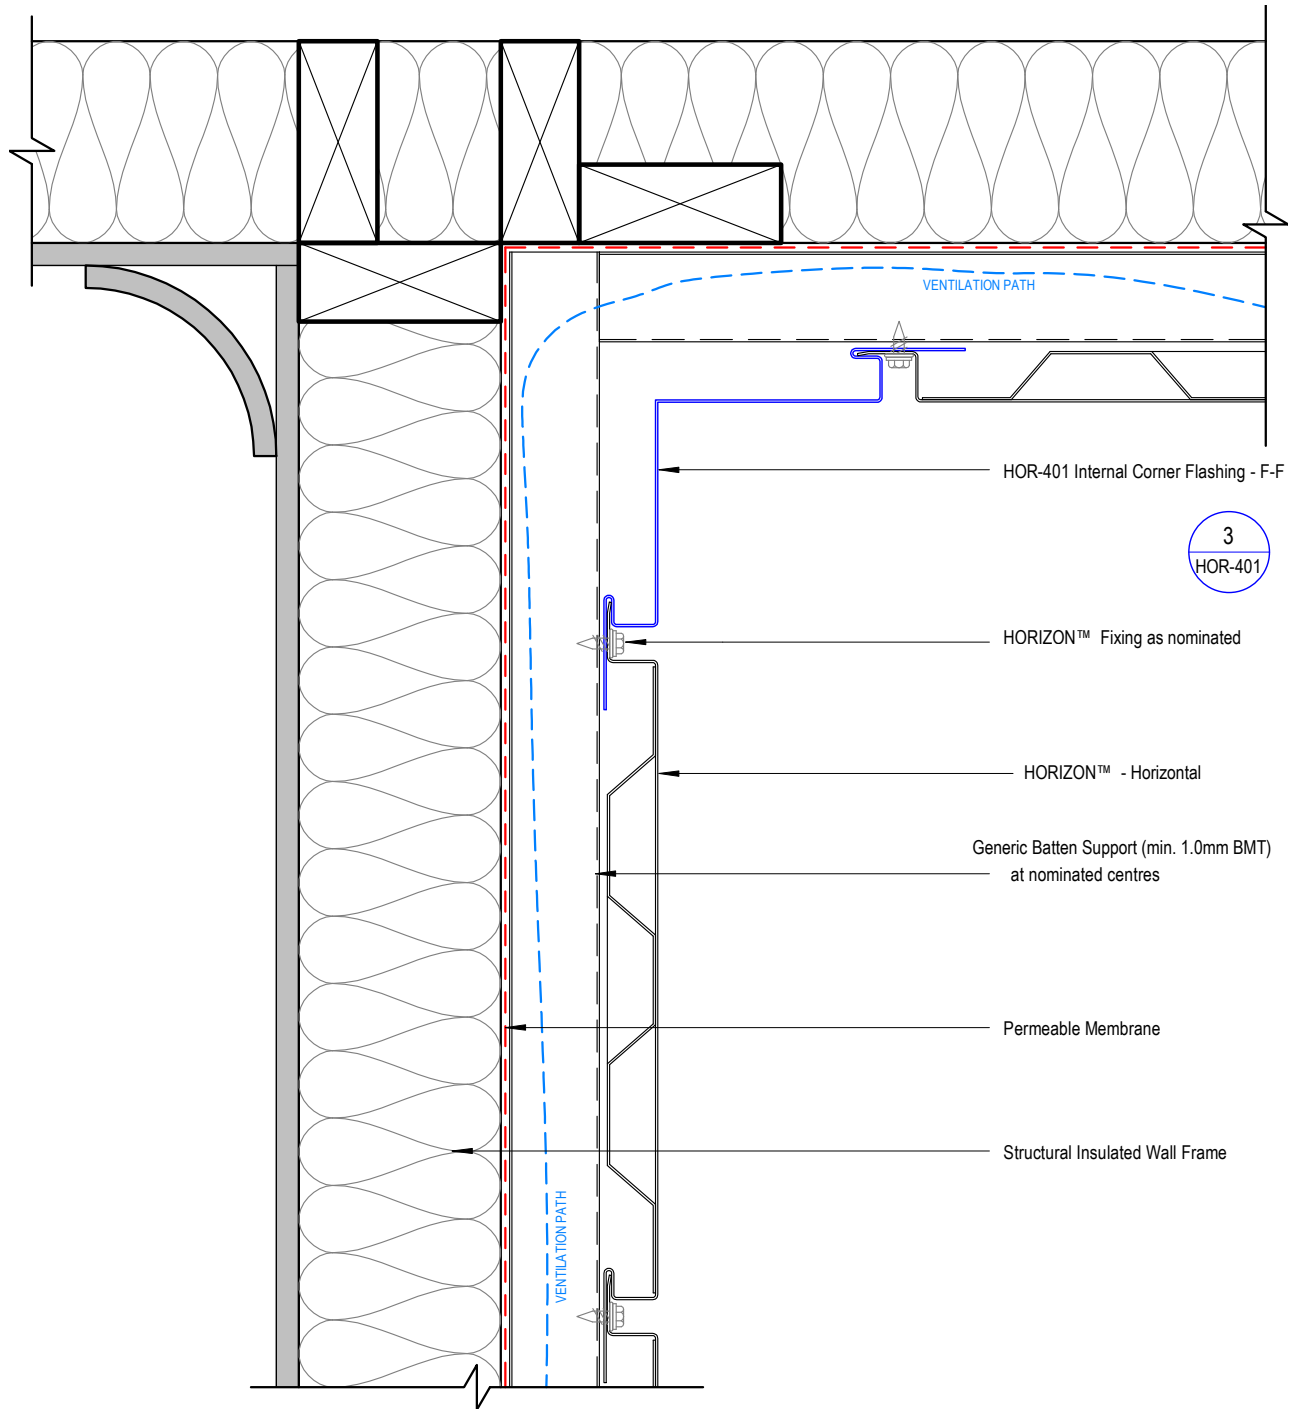 VENTILATION PATH
HOR-401 Internal Corner Flashing - F-F
3
HOR-401
HORIZON™ Fixing as nominated
HORIZON™ - Horizontal
Generic Batten Support (min. 1.0mm BMT)
at nominated centres
Permeable Membrane
Structural Insulated Wall Frame
VENTILATION PATH